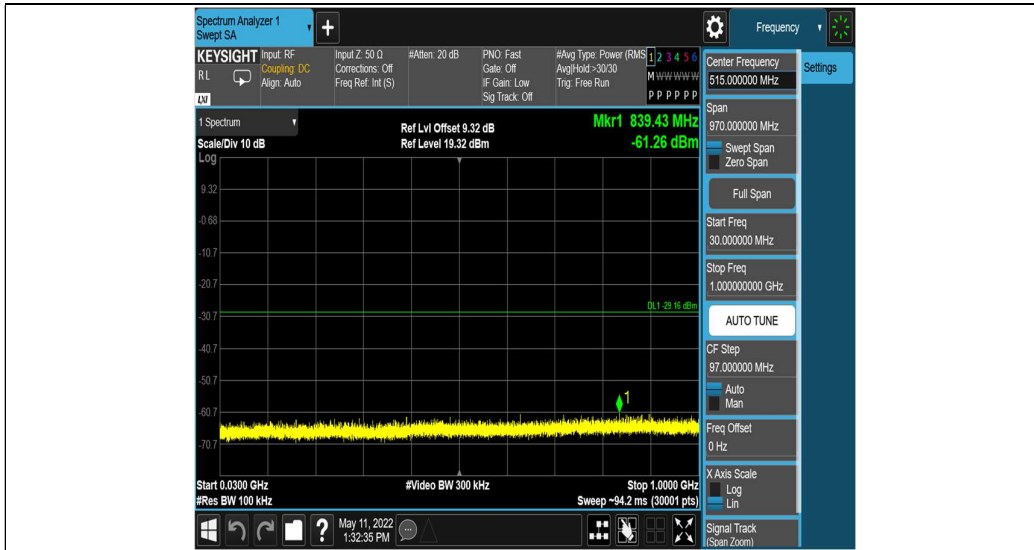 Spectrum Analyzer 1
Swept SA
+
Frequency
KEYSIGHT
RL
LXI
Input: RF
Coupling: DC
Align: Auto
Input Z: 50 Ω
Corrections: Off
Freq Ref: Int (S)
#Atten: 20 dB
PNO: Fast
Gate: Off
IF Gain: Low
Sig Track: Off
#Avg Type: Power (RMS
Avg|Hold:>30/30
Trig: Free Run
1 2 3 4 5 6
M W W W W W
P P P P P P
1 Spectrum
Scale/Div 10 dB
Log
Ref Lvl Offset 9.32 dB
Ref Level 19.32 dBm
Mkr1 839.43 MHz
-61.26 dBm
9.32
-0.68
-10.7
-20.7
DL1 -29.16 dBm
-30.7
-40.7
-50.7
1
-60.7
-70.7
Start 0.0300 GHz
#Res BW 100 kHz
#Video BW 300 kHz
Stop 1.0000 GHz
Sweep ~94.2 ms (30001 pts)
?
May 11, 2022
1:32:35 PM
Center Frequency
515.000000 MHz
Settings
Span
970.000000 MHz
Swept Span
Zero Span
Full Span
Start Freq
30.000000 MHz
Stop Freq
1.000000000 GHz
AUTO TUNE
CF Step
97.000000 MHz
Auto
Man
Freq Offset
0 Hz
X Axis Scale
Log
Lin
Signal Track
(Span Zoom)